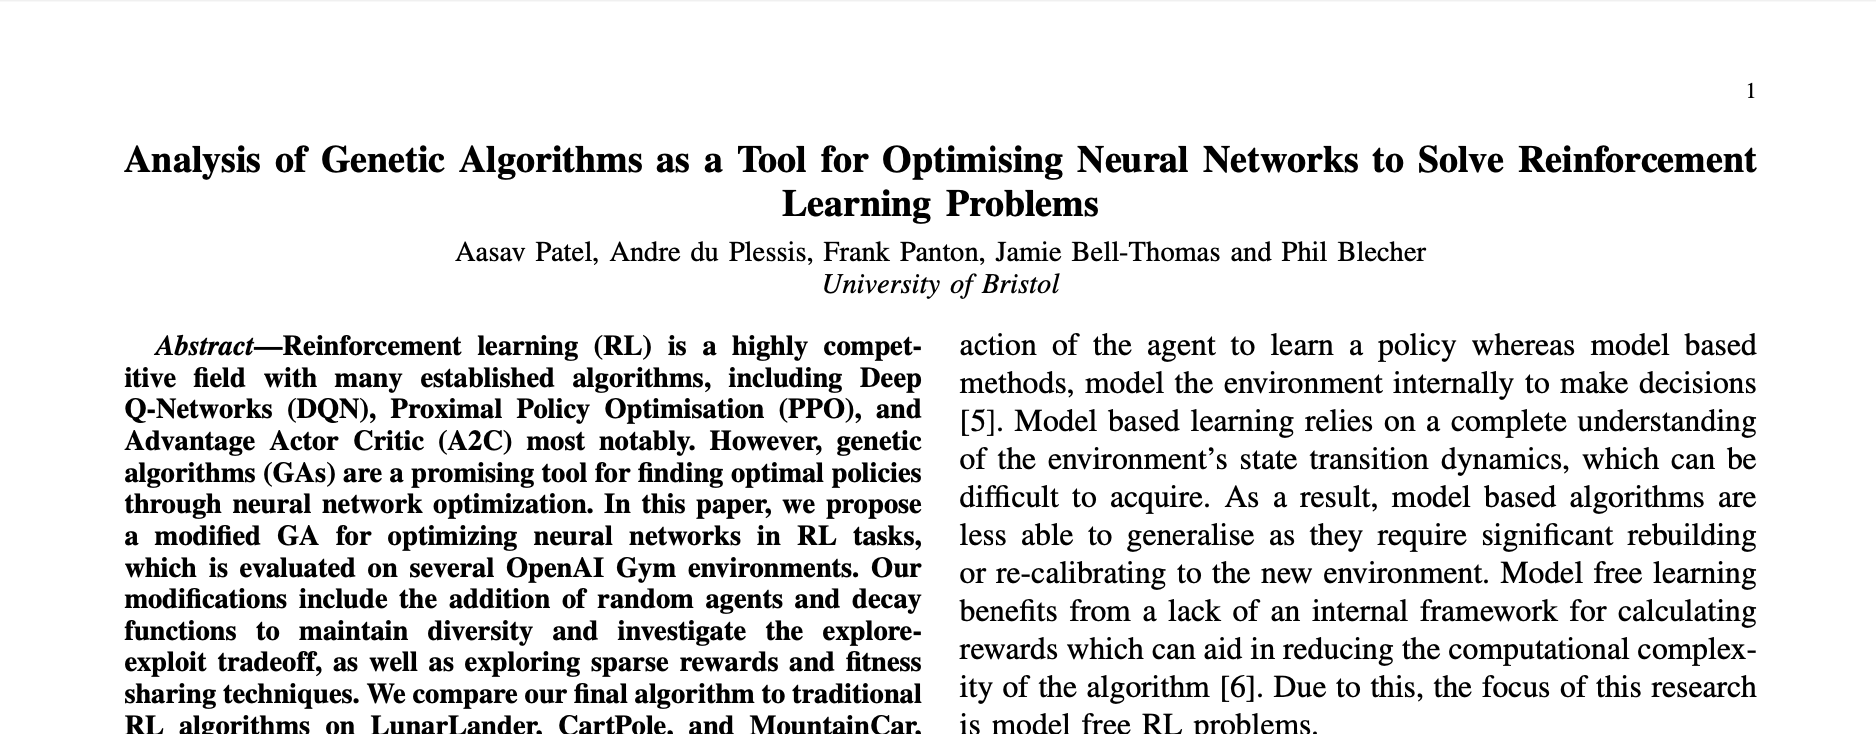 1
Analysis of Genetic Algorithms as a Tool for Optimising Neural Networks to Solve Reinforcement
Learning Problems
Aasav Patel, Andre du Plessis, Frank Panton, Jamie Bell-Thomas and Phil Blecher
University of Bristol
Abstract—Reinforcement learning (RL) is a highly compet-
itive field with many established algorithms, including Deep
Q-Networks (DQN), Proximal Policy Optimisation (PPO), and
Advantage Actor Critic (A2C) most notably. However, genetic
algorithms (GAs) are a promising tool for finding optimal policies
through neural network optimization. In this paper, we propose
a modified GA for optimizing neural networks in RL tasks,
which is evaluated on several OpenAI Gym environments. Our
modifications include the addition of random agents and decay
functions to maintain diversity and investigate the explore-
exploit tradeoff, as well as exploring sparse rewards and fitness
sharing techniques. We compare our final algorithm to traditional
RL algorithms on LunarLander, CartPole, and MountainCar,
action of the agent to learn a policy whereas model based
methods, model the environment internally to make decisions
[5]. Model based learning relies on a complete understanding
of the environment's state transition dynamics, which can be
difficult to acquire. As a result, model based algorithms are
less able to generalise as they require significant rebuilding
or re-calibrating to the new environment. Model free learning
benefits from a lack of an internal framework for calculating
rewards which can aid in reducing the computational complex-
ity of the algorithm [6]. Due to this, the focus of this research
is model free RL problems.